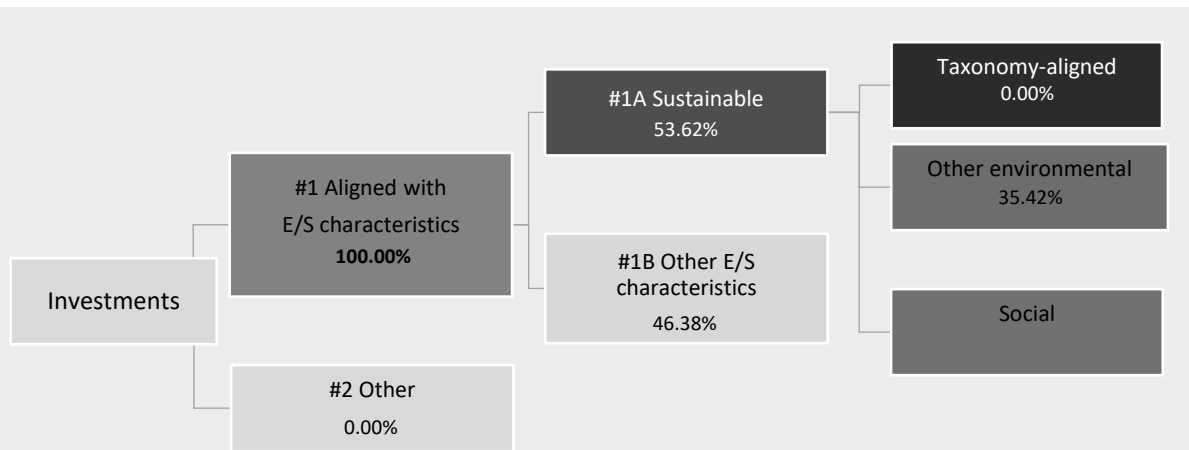 Investments
#1 Aligned with
E/S characteristics
100.00%
#2 Other
0.00%
#1A Sustainable
53.62%
#1B Other E/S
characteristics
46.38%
Taxonomy-aligned
0.00%
Other environmental
35.42%
Social